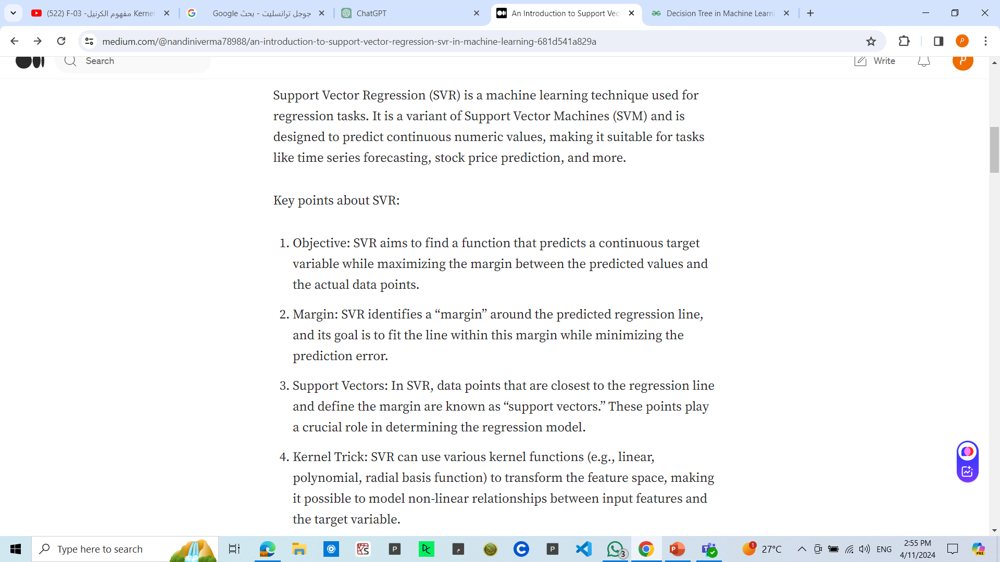 (522) F-03 -مفهوم الكرنيل Kernel
Google جوجل ترانسليت - بحث
ChatGPT
An Introduction to Support Vec
Decision Tree in Machine Learni
medium.com/@nandiniverma78988/an-introduction-to-support-vector-regression-svr-in-machine-learning-681d541a829a
P
Search
Write
P
Support Vector Regression (SVR) is a machine learning technique used for
regression tasks. It is a variant of Support Vector Machines (SVM) and is
designed to predict continuous numeric values, making it suitable for tasks
like time series forecasting, stock price prediction, and more.
Key points about SVR:
1. Objective: SVR aims to find a function that predicts a continuous target
variable while maximizing the margin between the predicted values and
the actual data points.
2. Margin: SVR identifies a “margin” around the predicted regression line,
and its goal is to fit the line within this margin while minimizing the
prediction error.
3. Support Vectors: In SVR, data points that are closest to the regression line
and define the margin are known as “support vectors.” These points play
a crucial role in determining the regression model.
4. Kernel Trick: SVR can use various kernel functions (e.g., linear,
polynomial, radial basis function) to transform the feature space, making
it possible to model non-linear relationships between input features and
the target variable.
Type here to search
P
م
P
3
1
27°C
ENG
2:55 PM
4/11/2024
PRE